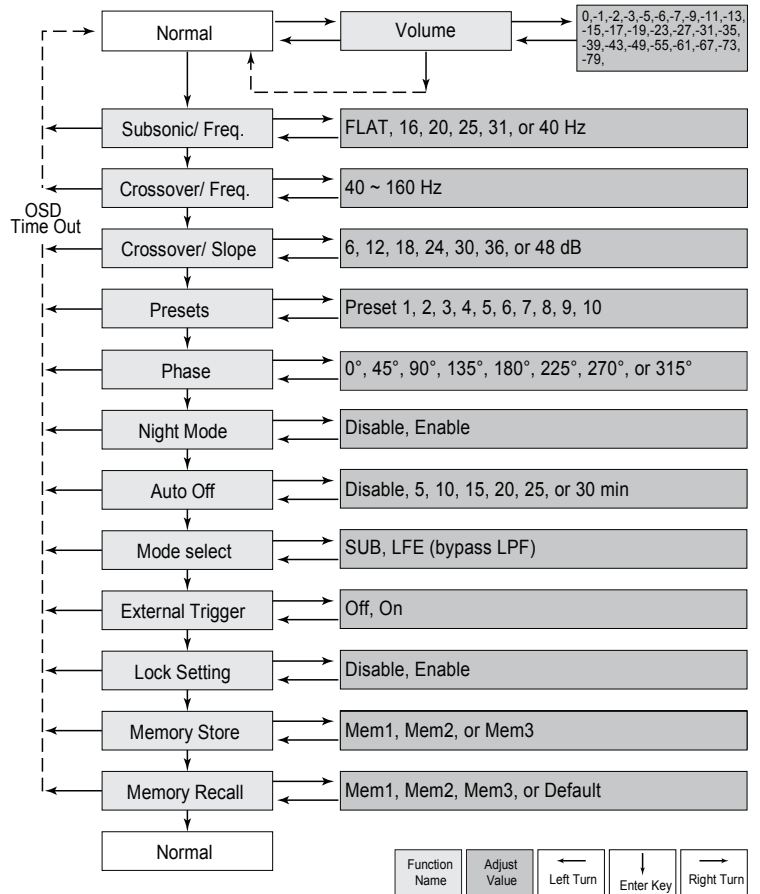 Normal
Volume
0,-1,-2,-3,-5,-6,-7,-9,-11,-13,
-15,-17,-19,-23,-27,-31,-35,
-39,-43,-49,-55,-61,-67,-73,
-79,
Subsonic/ Freq.
FLAT, 16, 20, 25, 31, or 40 Hz
Crossover/ Freq.
40 ~ 160 Hz
OSD
Time Out
Crossover/ Slope
6, 12, 18, 24, 30, 36, or 48 dB
Presets
Preset 1, 2, 3, 4, 5, 6, 7, 8, 9, 10
Phase
0°, 45°, 90°, 135°, 180°, 225°, 270°, or 315°
Night Mode
Disable, Enable
Auto Off
Disable, 5, 10, 15, 20, 25, or 30 min
Mode select
SUB, LFE (bypass LPF)
External Trigger
Off, On
Lock Setting
Disable, Enable
Memory Store
Mem1, Mem2, or Mem3
Memory Recall
Mem1, Mem2, Mem3, or Default
Normal
Function
Name
Adjust
Value
Left Turn
Enter Key
Right Turn